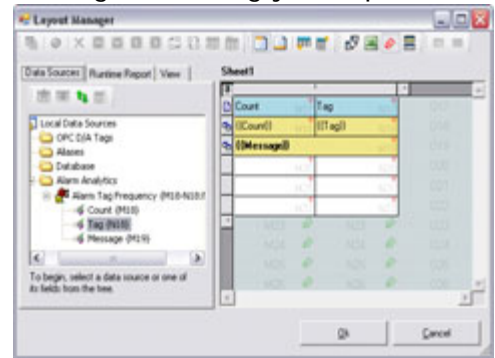 Layout Manager
Data Sources Runtime Report View
Sheet1
Local Data Sources
OPC D/A Tags
Aliases
Database
Alarm Analytics
Alarm Tag Frequency (M18-N18:
Count (M18)
Tag (N18)
Message (M19)
To begin, select a data source or one of
its fields from the tree.
Count Tag
((Count)) ((Tag))
((Message))
Ok Cancel